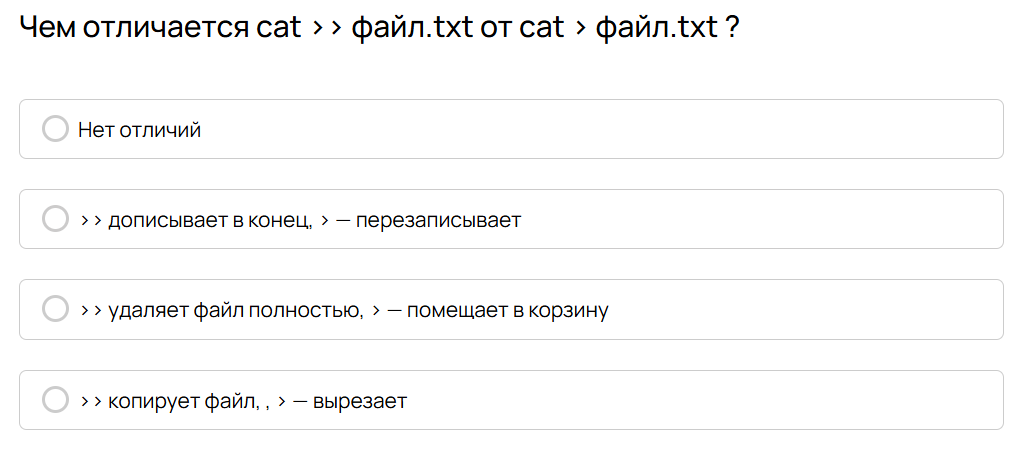 Чем отличается cat >> файл.txt от cat > файл.txt ?
Нет отличий
>> дописывает в конец, > — перезаписывает
>> удаляет файл полностью, > — помещает в корзину
>> копирует файл, , > — вырезает